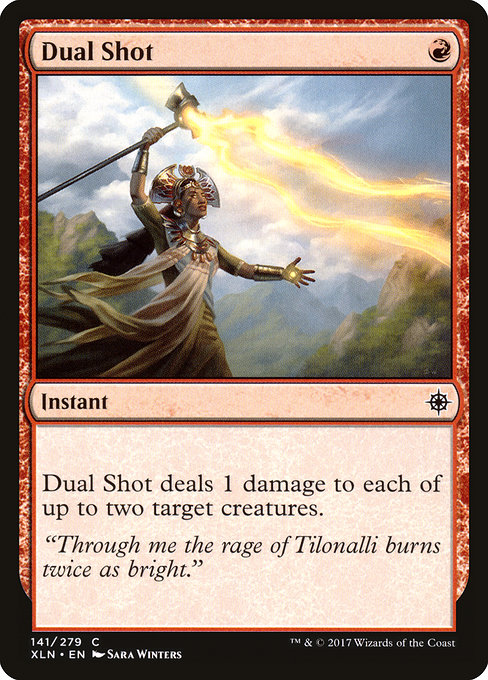 Dual Shot
Instant
Dual Shot deals 1 damage to each of
up to two target creatures.
“Through me the rage of Tilonalli burns
twice as bright.”
141/279 C
XLN • EN Sara Winters
™ & © 2017 Wizards of the Coast